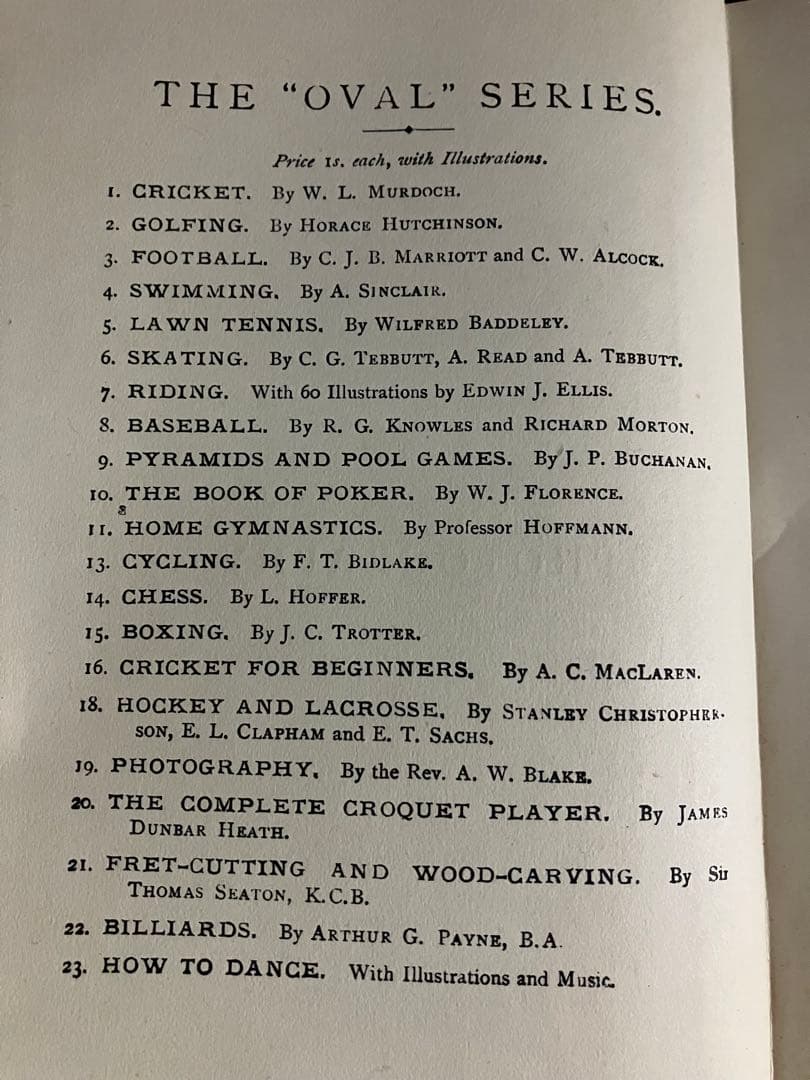 THE "OVAL" SERIES.
Price 1s. each, with Illustrations.
1. CRICKET. By W. L. MURDOCH.
2. GOLFING. By HORACE HUTCHINSON.
3. FOOTBALL. By C. J. B. MARRIOTT and C. W. ALCOCK.
4. SWIMMING. By A. SINCLAIR.
5. LAWN TENNIS. By WILFRED BADDELEY.
6. SKATING. By C. G. TEBBUTT, A. READ and A. TEBBUTT.
7. RIDING. With 60 Illustrations by EDWIN J. ELLIS.
8. BASEBALL. By R. G. KNOWLES and RICHARD MORTON.
9. PYRAMIDS AND POOL GAMES. By J. P. BUCHANAN.
10. THE BOOK OF POKER. By W. J. FLORENCE.
11. HOME GYMNASTICS. By Professor HOFFMANN.
13. CYCLING. By F. T. BIDLAKE.
14. CHESS. By L. HOFFER.
15. BOXING. By J. C. TROTTER.
16. CRICKET FOR BEGINNERS. By A. C. MACLAREN.
18. HOCKEY AND LACROSSE. By STANLEY CHRISTOPHER-
SON, E. L. CLAPHAM and E. T. SACHS.
19. PHOTOGRAPHY. By the Rev. A. W. BLAKE.
20. THE COMPLETE CROQUET PLAYER. By JAMES
DUNBAR HEATH.
21. FRET-CUTTING AND WOOD-CARVING. By Sir
THOMAS SEATON, K.C.B.
22. BILLIARDS. By ARTHUR G. PAYNE, B.A.
23. HOW TO DANCE. With Illustrations and Music.